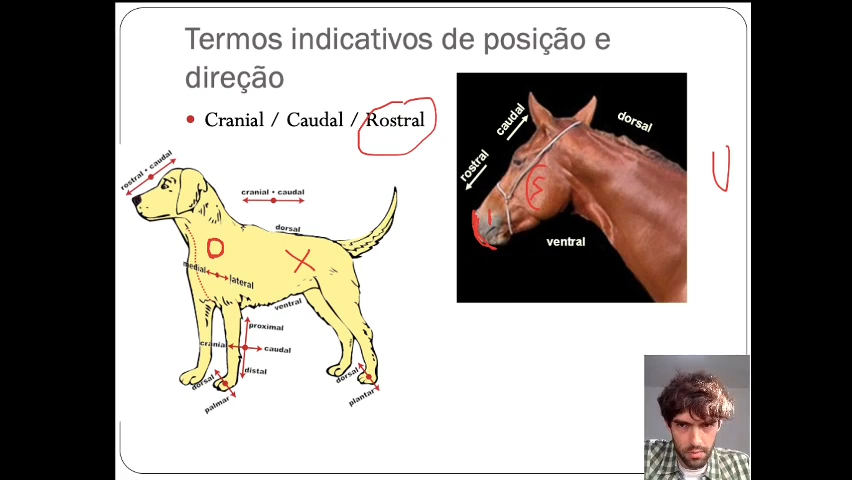 Termos indicativos de posição e
direção
Cranial / Caudal / Rostral
rostral • caudal
cranial • caudal
dorsal
medial
lateral
ventral
proximal
cranial
caudal
distal
dorsal
palmar
dorsal
plantar
caudal
rostral
dorsal
ventral